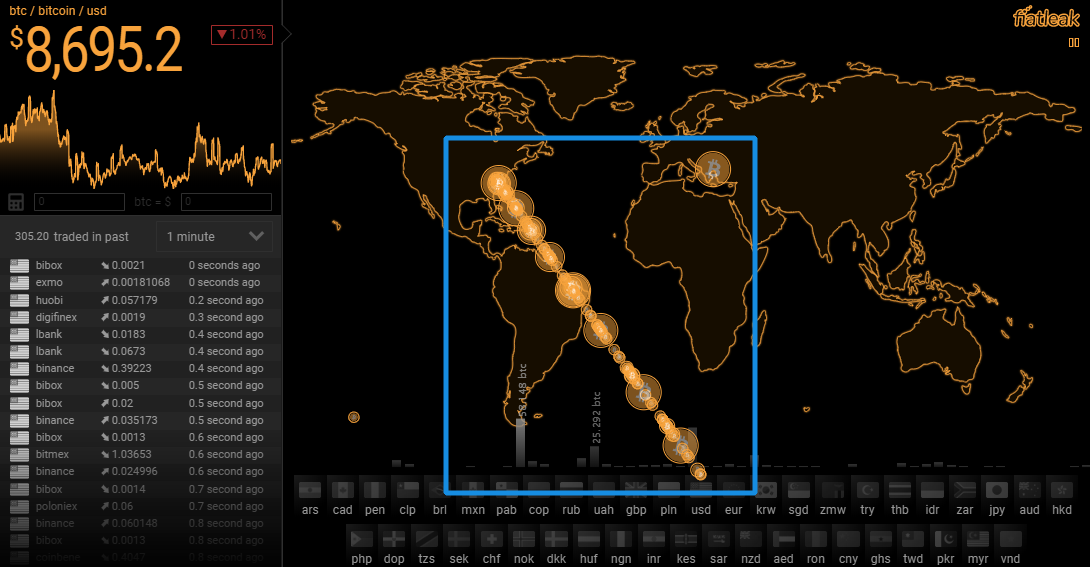 btc / bitcoin / usd
$8,695.2
▼1.01%
fiatleak
0
btc = $
0
305.20 traded in past
1 minute
bibox 0.0021 0 seconds ago
exmo 0.00181068 0 seconds ago
huobi 0.057179 0.2 second ago
digifinex 0.0019 0.3 second ago
lbank 0.0183 0.4 second ago
lbank 0.0673 0.4 second ago
binance 0.39223 0.4 second ago
bibox 0.005 0.5 second ago
bibox 0.02 0.5 second ago
binance 0.035173 0.5 second ago
bibox 0.0013 0.6 second ago
bitmex 1.03653 0.6 second ago
binance 0.024996 0.6 second ago
bibox 0.0014 0.7 second ago
poloniex 0.06 0.7 second ago
binance 0.060148 0.8 second ago
bibox 0.0013 0.8 second ago
0.8 second ago
btc
25.292 btc
ars cad pen clp brl mxn pab cop rub uah gbp pln usd eur krw sgd zmw try thb idr zar jpy aud hkd
php dop tzs sek chf nok dkk huf ngn inr kes sar nzd aed ron cny ghs twd pkr myr vnd